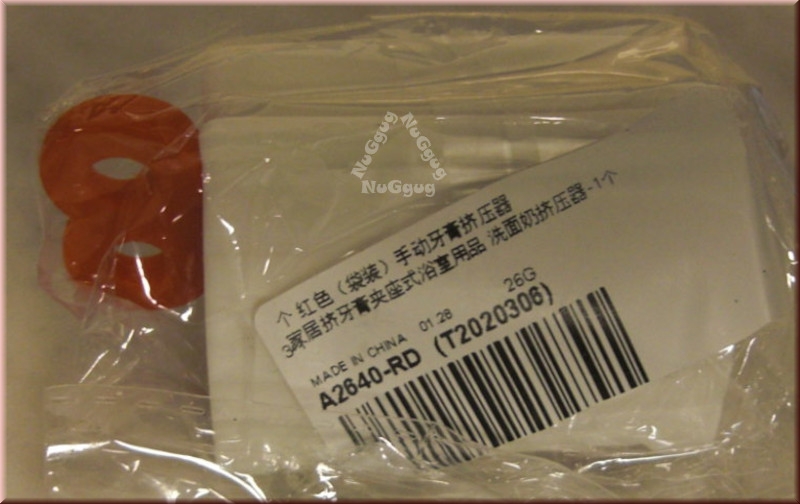 NuGgug
NuGgug
NuGgug
个 红色（袋装）手动牙膏挤压器
3家居挤牙膏夹座式浴室用品 洗面奶挤压器-1个
MADE IN CHINA 01.28 26G
A2640-RD (T2020306)